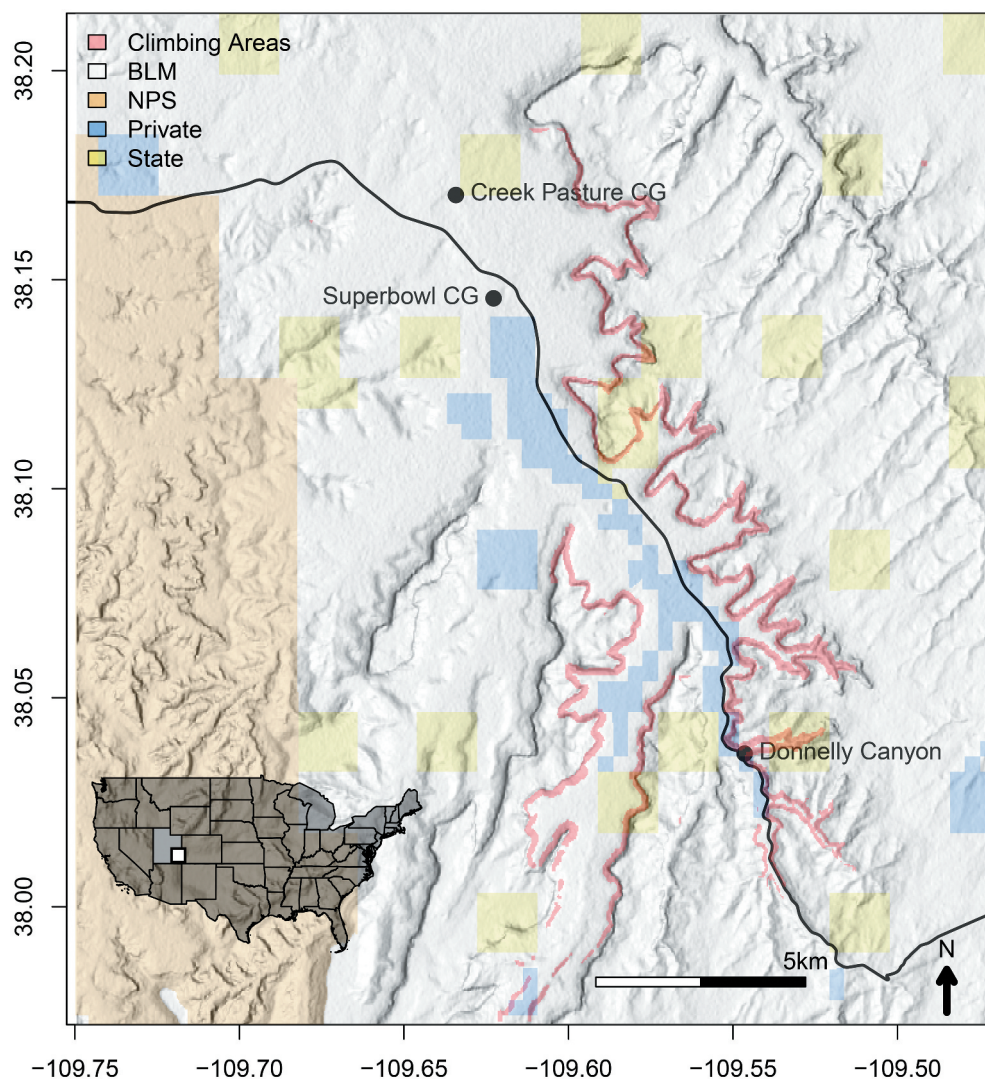 Climbing Areas
BLM
NPS
Private
State
Creek Pasture CG
Superbowl CG
Donnelly Canyon
5km
N
38.20
38.15
38.10
38.05
38.00
−109.75
−109.70
−109.65
−109.60
−109.55
−109.50